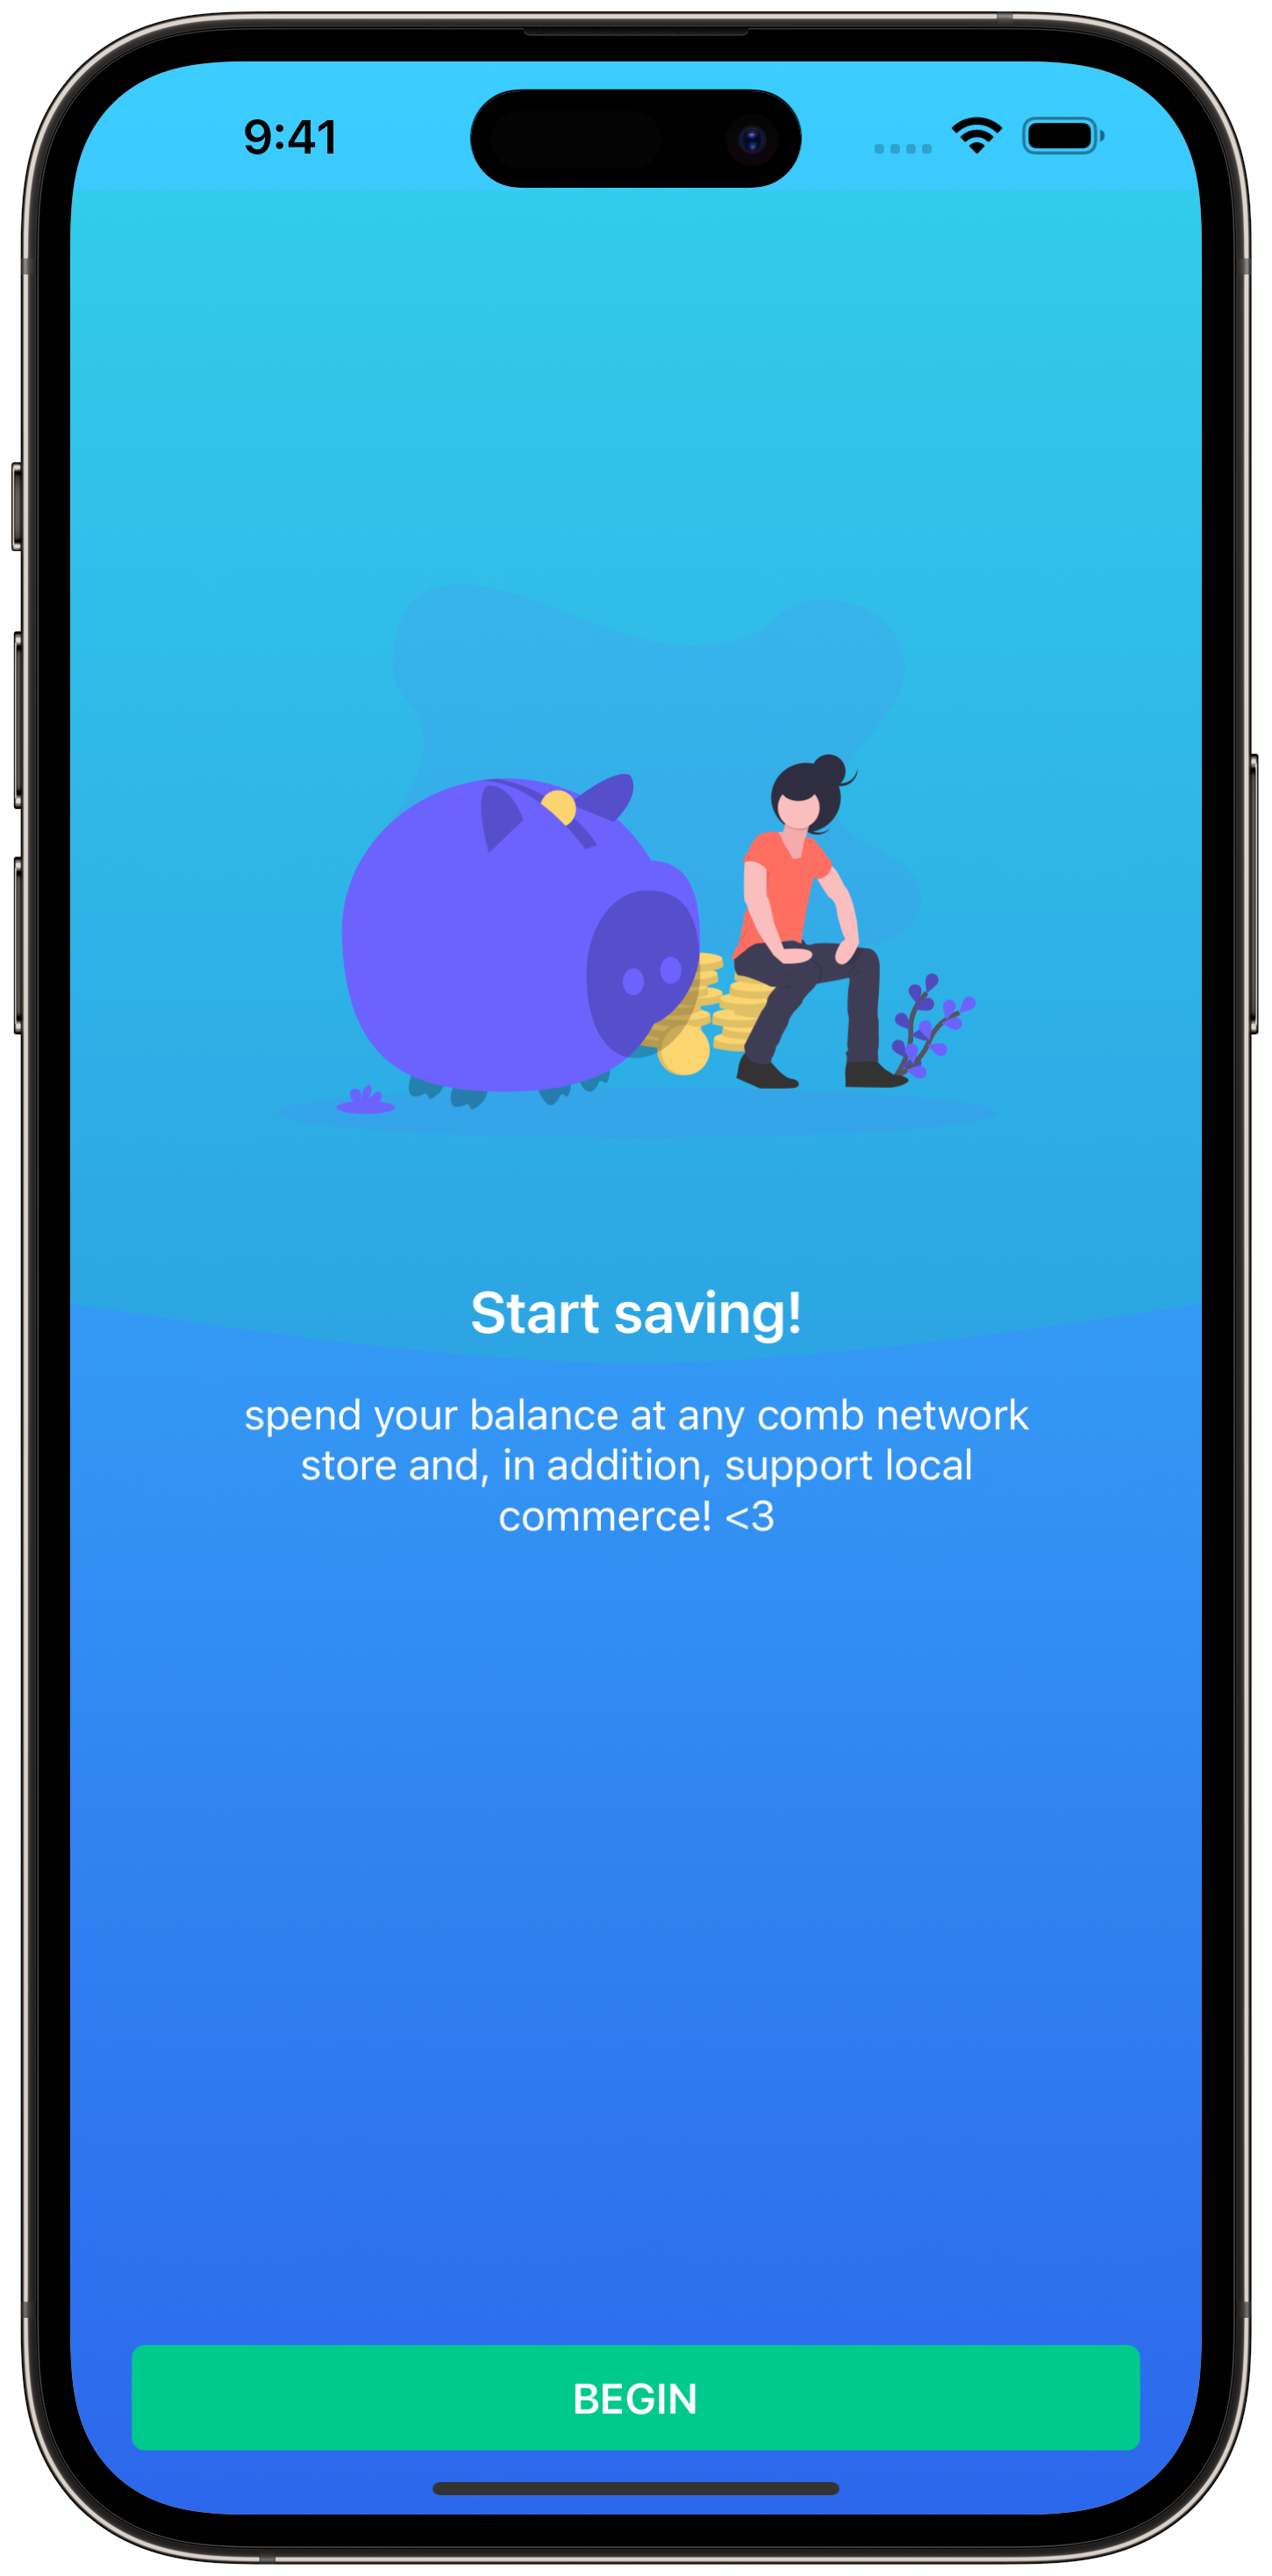 9:41
Start saving!
spend your balance at any comb network
store and, in addition, support local
commerce! <3
BEGIN